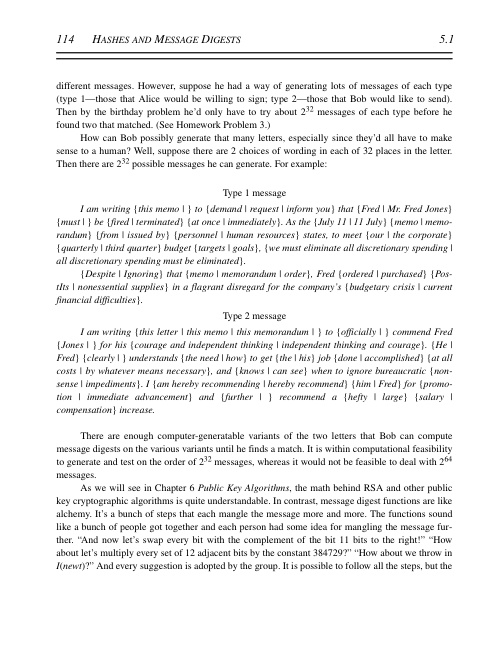 114 HASHES AND MESSAGE DIGESTS 5.1
different messages. However, suppose he had a way of generating lots of messages of each type
(type 1—those that Alice would be willing to sign; type 2—those that Bob would like to send).
Then by the birthday problem he'd only have to try about 2^32 messages of each type before he
found two that matched. (See Homework Problem 3.)
How can Bob possibly generate that many letters, especially since they'd all have to make
sense to a human? Well, suppose there are 2 choices of wording in each of 32 places in the letter.
Then there are 2^32 possible messages he can generate. For example:
Type 1 message
I am writing {this memo | } to {demand | request | inform you} that {Fred | Mr. Fred Jones}
{must | } be {fired | terminated} {at once | immediately}. As the {July 11 | 11 July} {memo | memo-
randum} {from | issued by} {personnel | human resources} states, to meet {our | the corporate}
{quarterly | third quarter} budget {targets | goals}, {we must eliminate all discretionary spending |
all discretionary spending must be eliminated}.
{Despite | Ignoring} that {memo | memorandum | order}, Fred {ordered | purchased} {Pos-
tIts | nonessential supplies} in a flagrant disregard for the company's {budgetary crisis | current
financial difficulties}.
Type 2 message
I am writing {this letter | this memo | this memorandum | } to {officially | } commend Fred
{Jones | } for his {courage and independent thinking | independent thinking and courage}. {He |
Fred} {clearly | } understands {the need | how} to get {the | his} job {done | accomplished} {at all
costs | by whatever means necessary}, and {knows | can see} when to ignore bureaucratic {non-
sense | impediments}. I {am hereby recommending | hereby recommend} {him | Fred} for {promo-
tion | immediate advancement} and {further | } recommend a {hefty | large} {salary |
compensation} increase.
There are enough computer-generatable variants of the two letters that Bob can compute
message digests on the various variants until he finds a match. It is within computational feasibility
to generate and test on the order of 2^32 messages, whereas it would not be feasible to deal with 2^64
messages.
As we will see in Chapter 6 Public Key Algorithms, the math behind RSA and other public
key cryptographic algorithms is quite understandable. In contrast, message digest functions are like
alchemy. It's a bunch of steps that each mangle the message more and more. The functions sound
like a bunch of people got together and each person had some idea for mangling the message fur-
ther. "And now let's swap every bit with the complement of the bit 11 bits to the right!" "How
about let's multiply every set of 12 adjacent bits by the constant 384729?" "How about we throw in
I(newt)?" And every suggestion is adopted by the group. It is possible to follow all the steps, but the